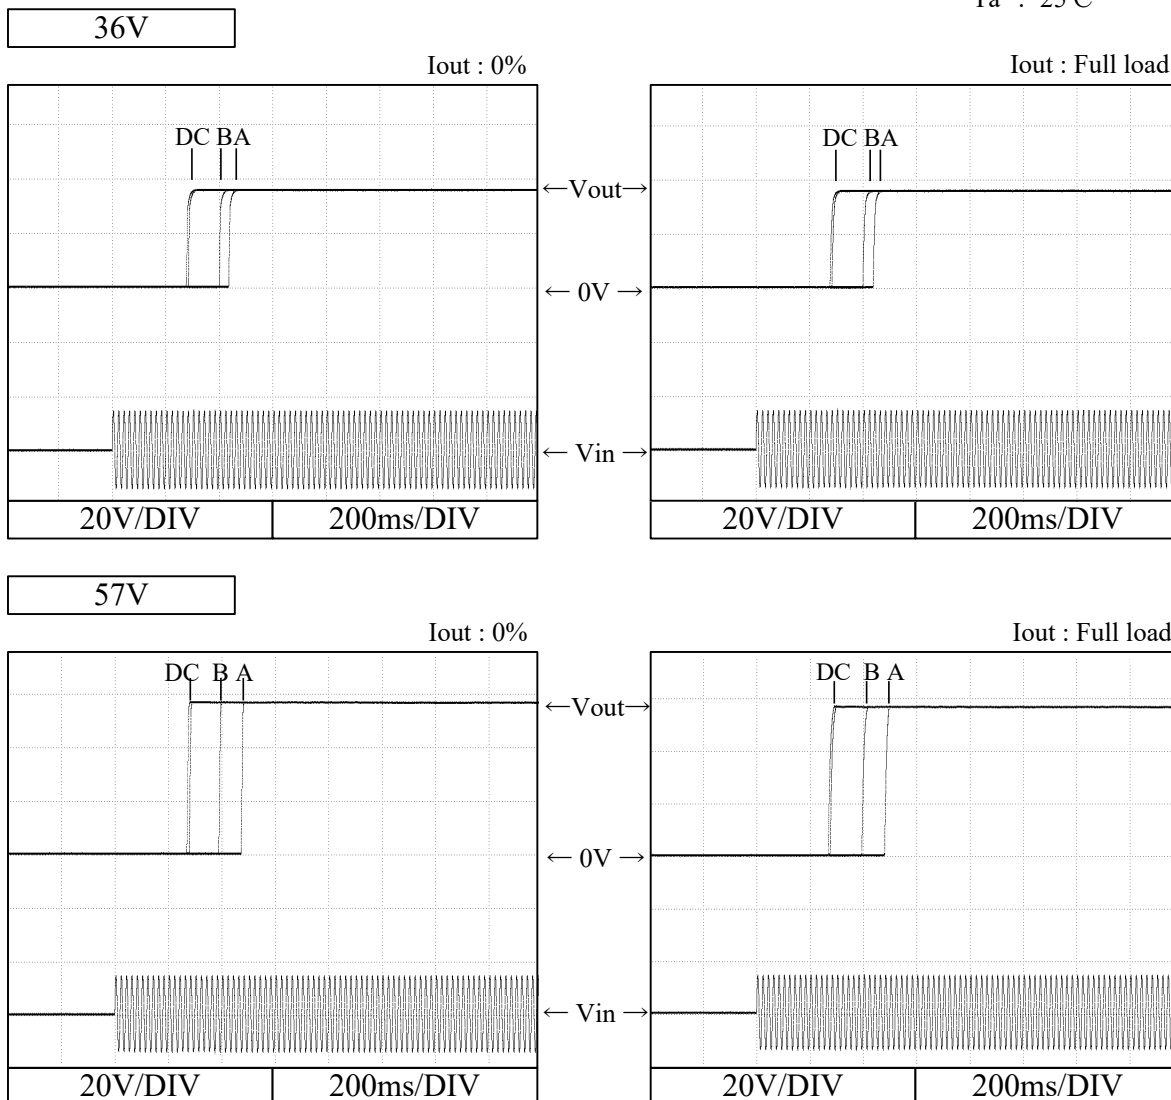 36V
Iout : 0%
Iout : Full load
DC BA
DC BA
←Vout→
← 0V →
← Vin →
20V/DIV 200ms/DIV
20V/DIV 200ms/DIV
57V
Iout : 0%
Iout : Full load
DC B A
DC B A
←Vout→
← 0V →
← Vin →
20V/DIV 200ms/DIV
20V/DIV 200ms/DIV